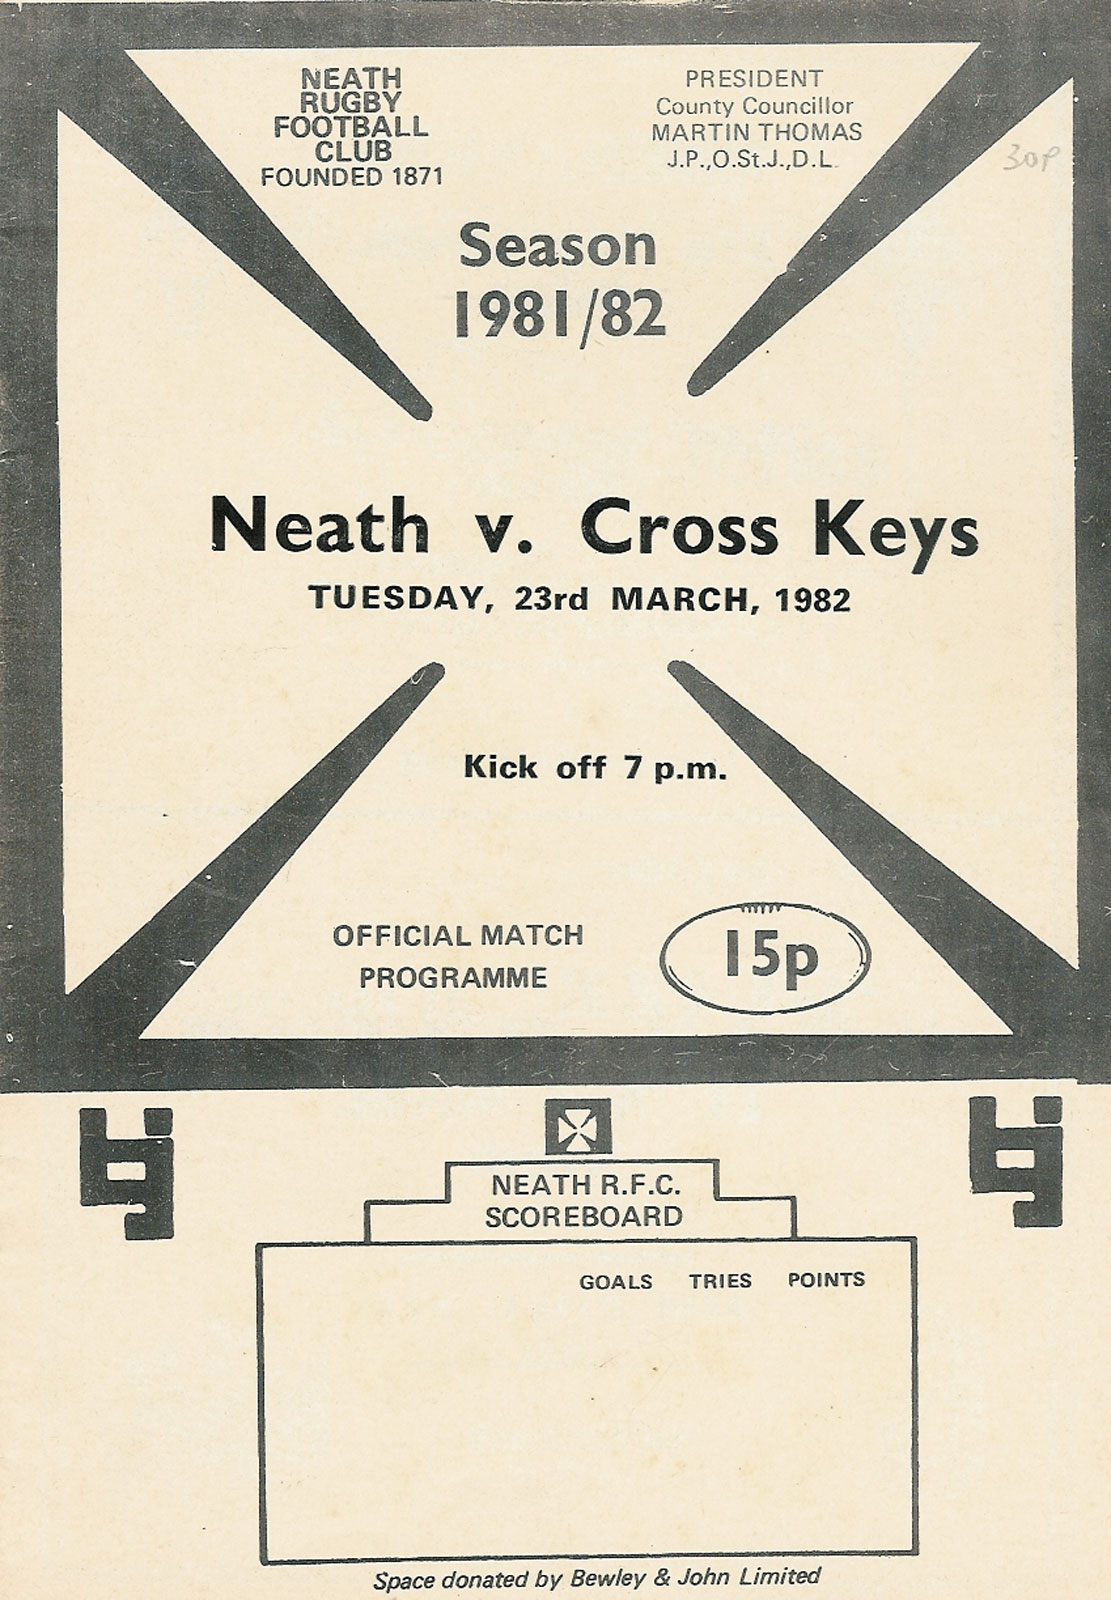 NEATH
RUGBY
FOOTBALL
CLUB
FOUNDED 1871
PRESIDENT
County Councillor
MARTIN THOMAS
J.P.,O.St.J.,D.L.
30P
Season
1981/82
Neath v. Cross Keys
TUESDAY, 23rd MARCH, 1982
Kick off 7 p.m.
OFFICIAL MATCH
PROGRAMME
15p
NEATH R.F.C.
SCOREBOARD
GOALS TRIES POINTS
Space donated by Bewley & John Limited